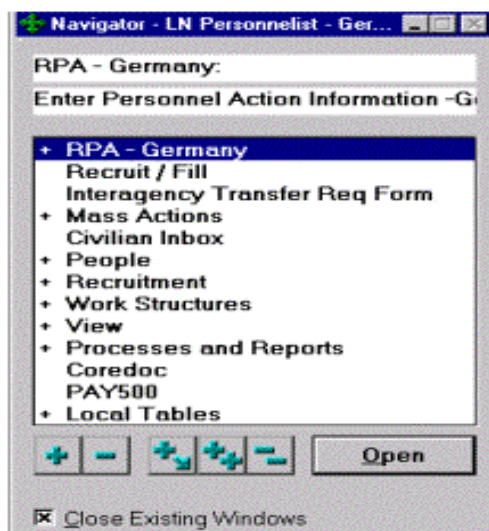 Navigator - LN Personnelist - Ger...
RPA - Germany:
Enter Personnel Action Information -G
+ RPA - Germany
Recruit / Fill
Interagency Transfer Req Form
+ Mass Actions
Civilian Inbox
+ People
+ Recruitment
+ Work Structures
+ View
+ Processes and Reports
Coredoc
PAY500
+ Local Tables
Open
Close Existing Windows